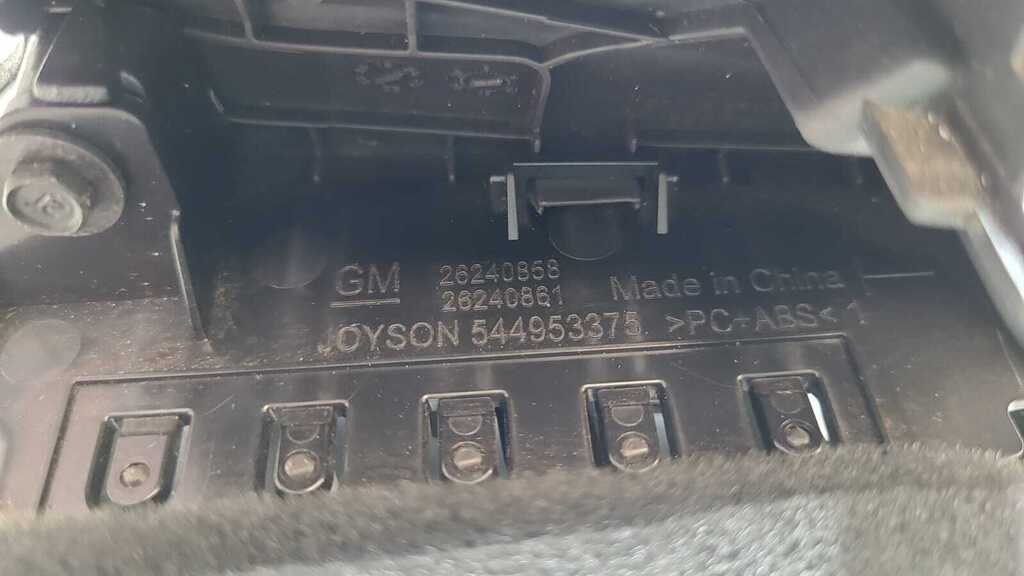 GM 26240858 Made in China
26240861
JOYSON 544953375 >PC+ABS< 1